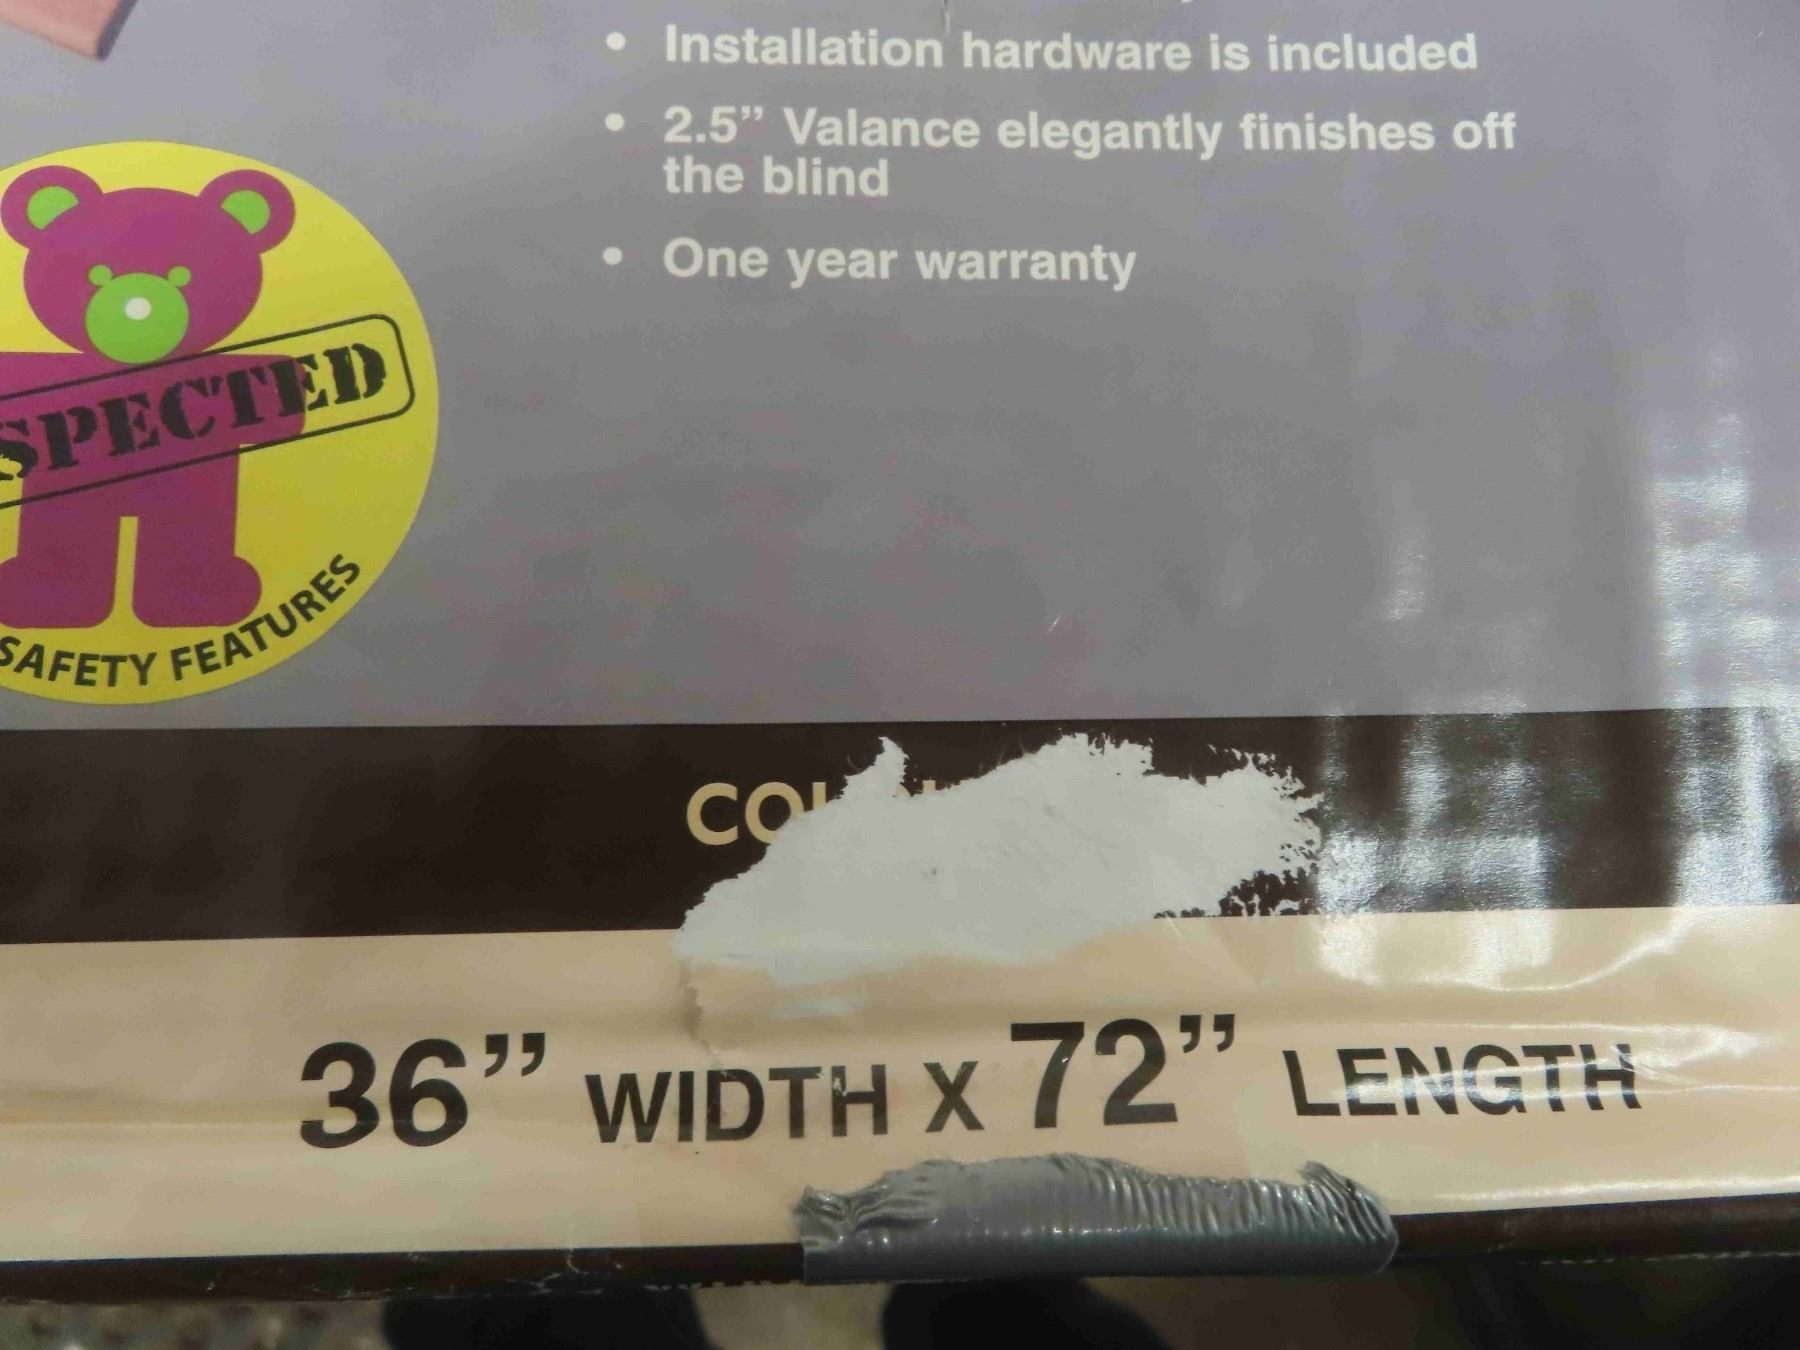 • Installation hardware is included
• 2.5” Valance elegantly finishes off
the blind
• One year warranty
SPECTED
SAFETY FEATURES
36” WIDTH X 72” LENGTH